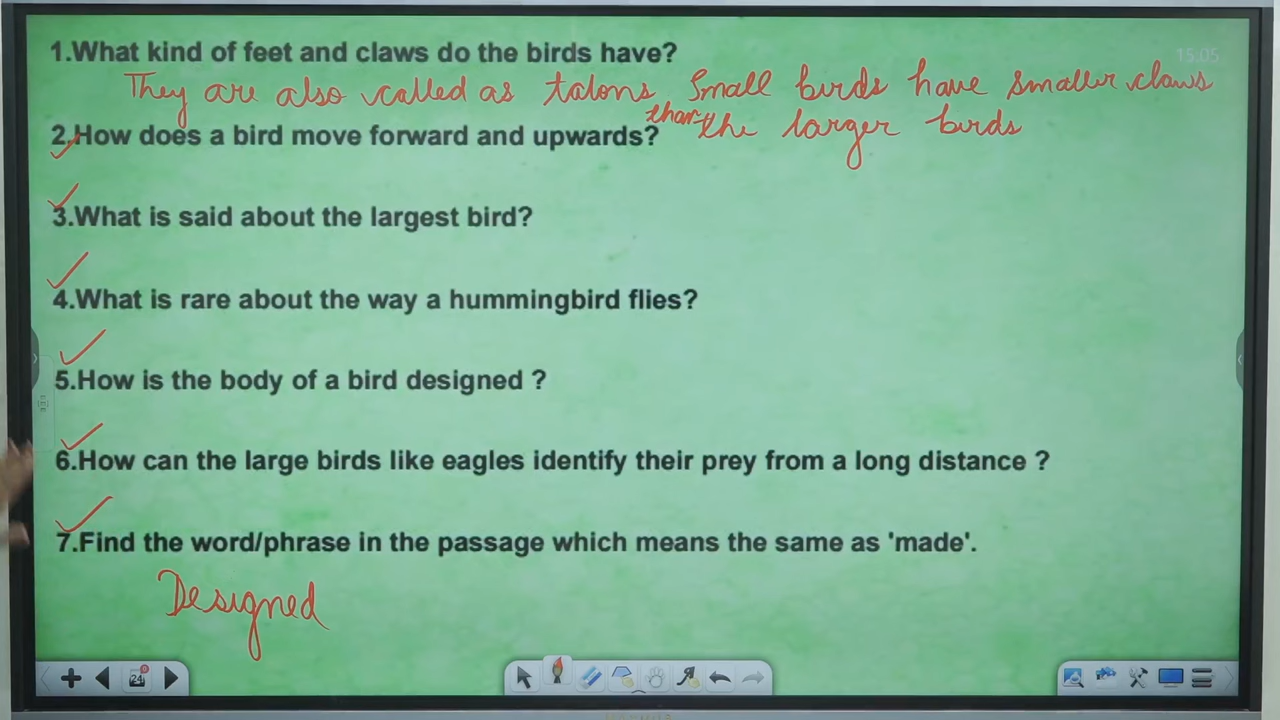 1.What kind of feet and claws do the birds have?
15:05
They are also called as talons Small birds have smaller claws
than the larger birds
2.How does a bird move forward and upwards?
3.What is said about the largest bird?
4.What is rare about the way a hummingbird flies?
5.How is the body of a bird designed ?
6.How can the large birds like eagles identify their prey from a long distance ?
7.Find the word/phrase in the passage which means the same as 'made'.
Designed
24